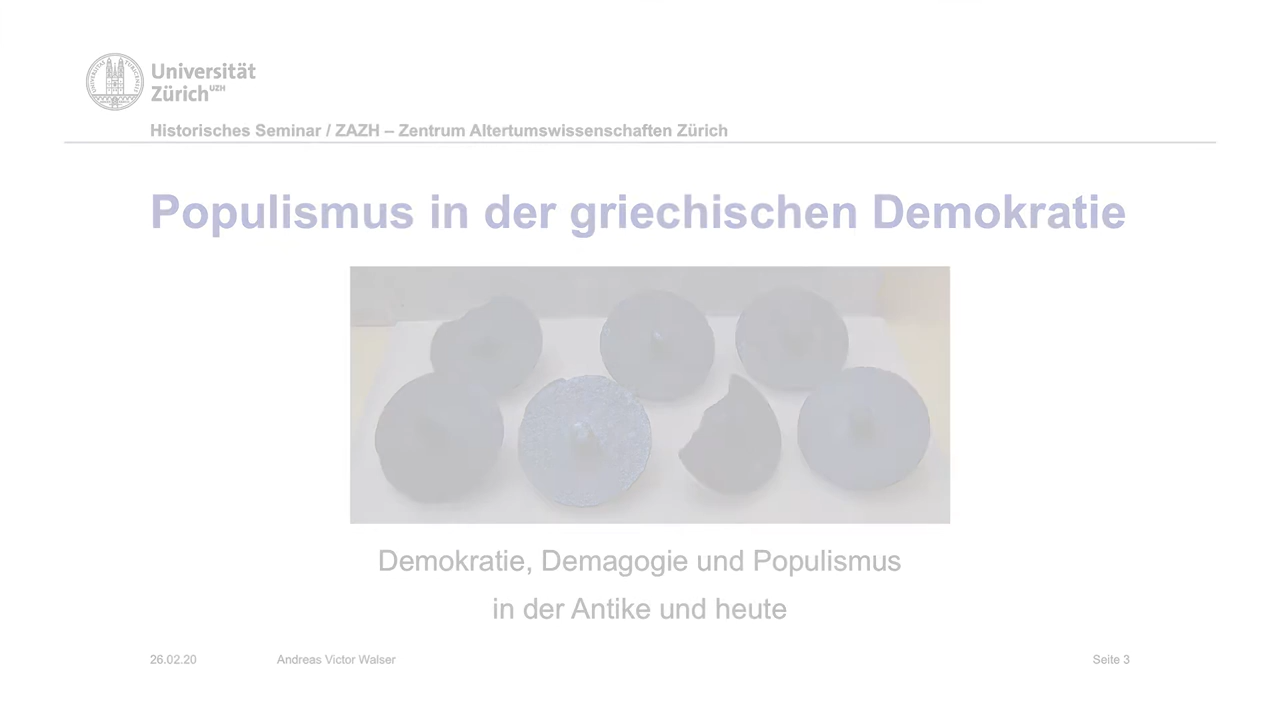 Universität
Zürich UZH
Historisches Seminar / ZAZH – Zentrum Altertumswissenschaften Zürich
Populismus in der griechischen Demokratie
Demokratie, Demagogie und Populismus
in der Antike und heute
26.02.20 Andreas Victor Walser Seite 3